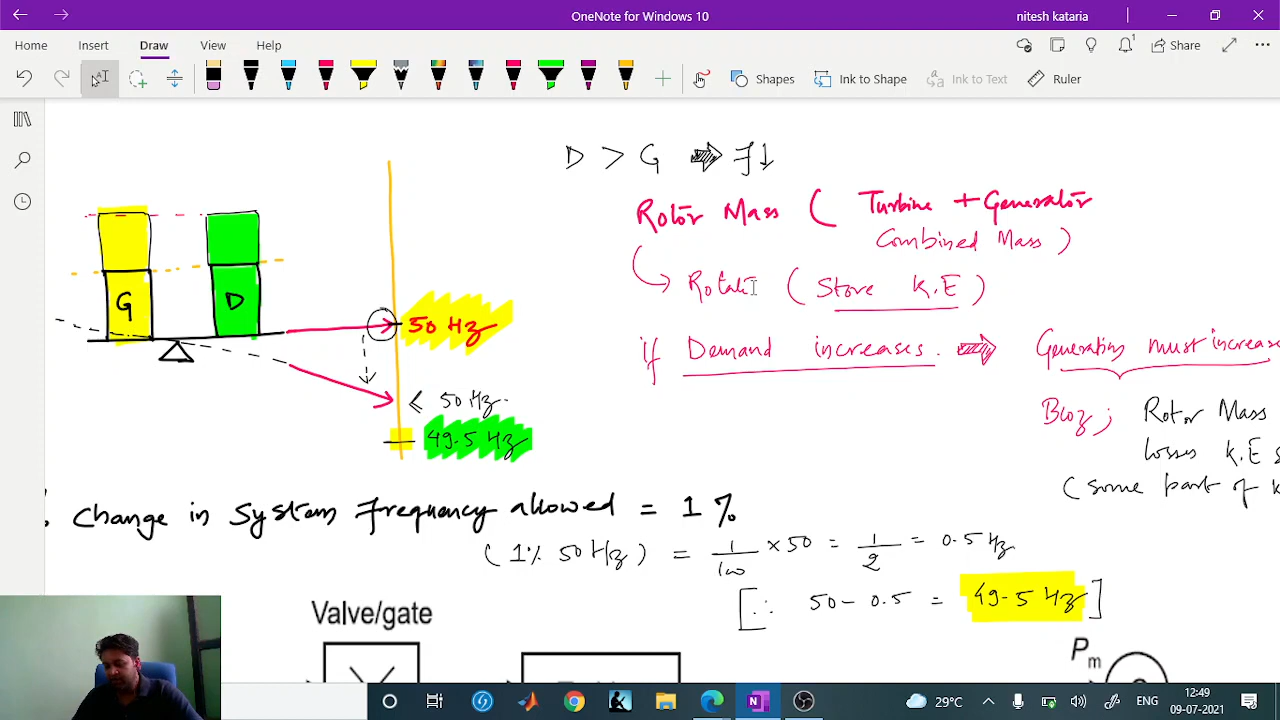 OneNote for Windows 10
nitesh kataria
Home Insert Draw View Help
Share
Shapes
Ink to Shape
Ink to Text
Ruler
D > G ⇒ f↓
Rotor Mass ( Turbine + Generator
Combined Mass )
( Store K.E )
if Demand increases. ⇒ Generation must increase
Bcoz; Rotor Mass
losses K.E
( some part of K
G
D
50 Hz
< 50 Hz.
49.5 Hz
Change in System frequency allowed = 1 %
( 1% 50 Hz ) = 1/100 × 50 = 1/2 = 0.5 Hz
[ ∴ 50 - 0.5 = 49.5 Hz ]
Valve/gate
Pm
29°C
ENG
12:49
09-07-2021